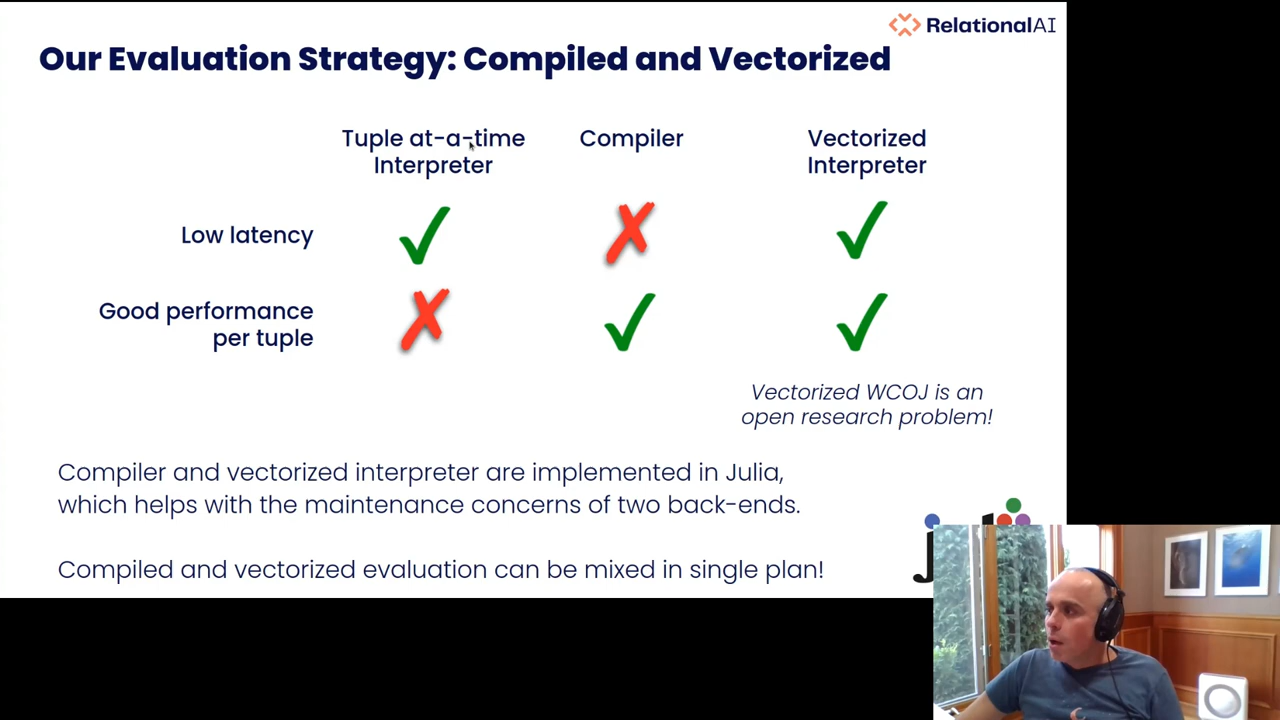 RelationalAI
Our Evaluation Strategy: Compiled and Vectorized
Tuple at-a-time
Interpreter
Compiler
Vectorized
Interpreter
Low latency
Good performance
per tuple
Vectorized WCOJ is an
open research problem!
Compiler and vectorized interpreter are implemented in Julia,
which helps with the maintenance concerns of two back-ends.
Compiled and vectorized evaluation can be mixed in single plan!